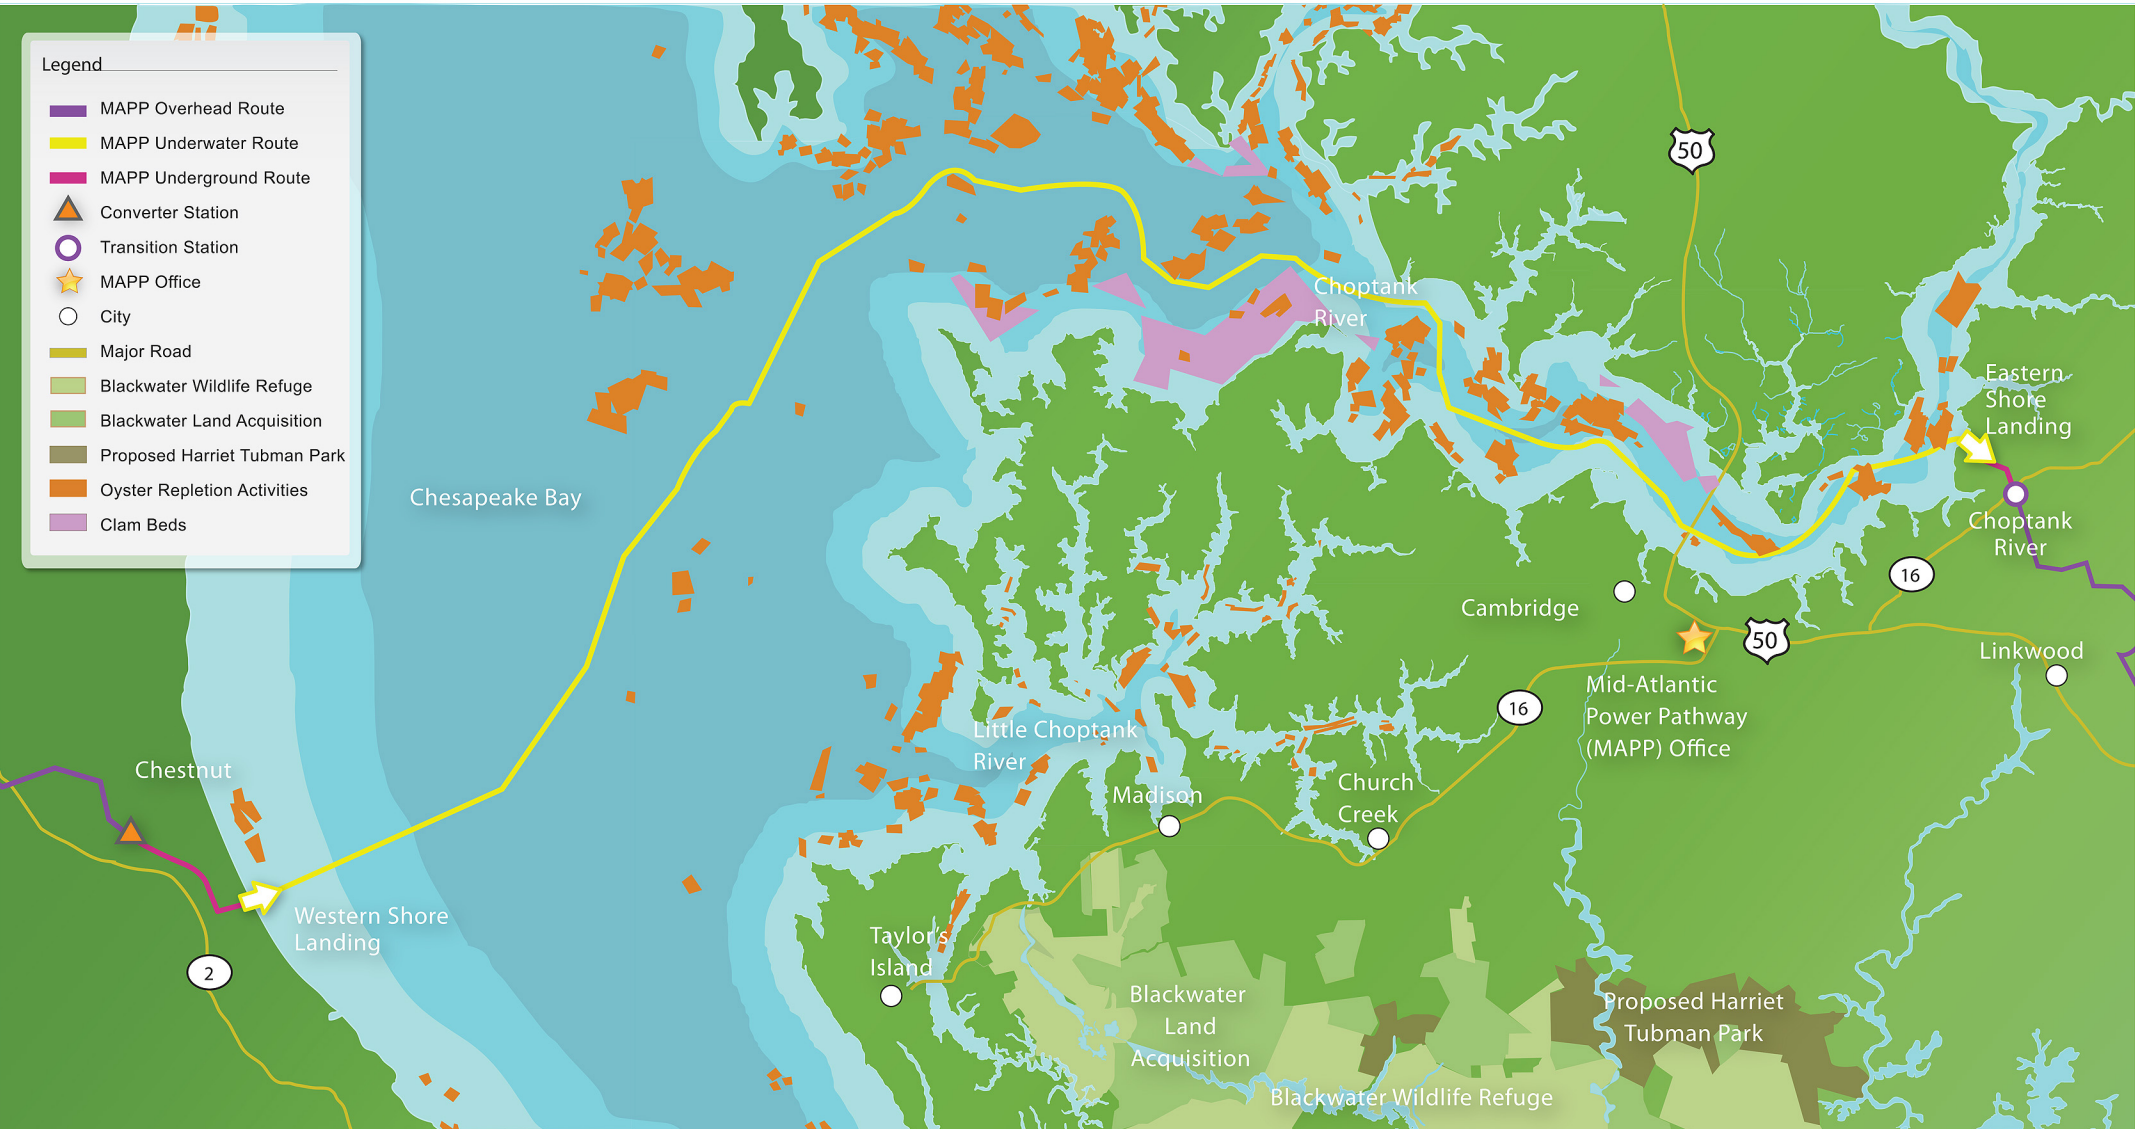 Legend
MAPP Overhead Route
MAPP Underwater Route
MAPP Underground Route
Converter Station
Transition Station
MAPP Office
City
Major Road
Blackwater Wildlife Refuge
Blackwater Land Acquisition
Proposed Harriet Tubman Park
Oyster Repletion Activities
Clam Beds
50
Choptank
River
Eastern
Shore
Landing
Chesapeake Bay
Choptank
River
16
Cambridge
50
Linkwood
Mid-Atlantic
Power Pathway
(MAPP) Office
16
Little Choptank
River
Chestnut
Madison
Church
Creek
Western Shore
Landing
2
Taylor's
Island
Blackwater
Land
Acquisition
Proposed Harriet
Tubman Park
Blackwater Wildlife Refuge